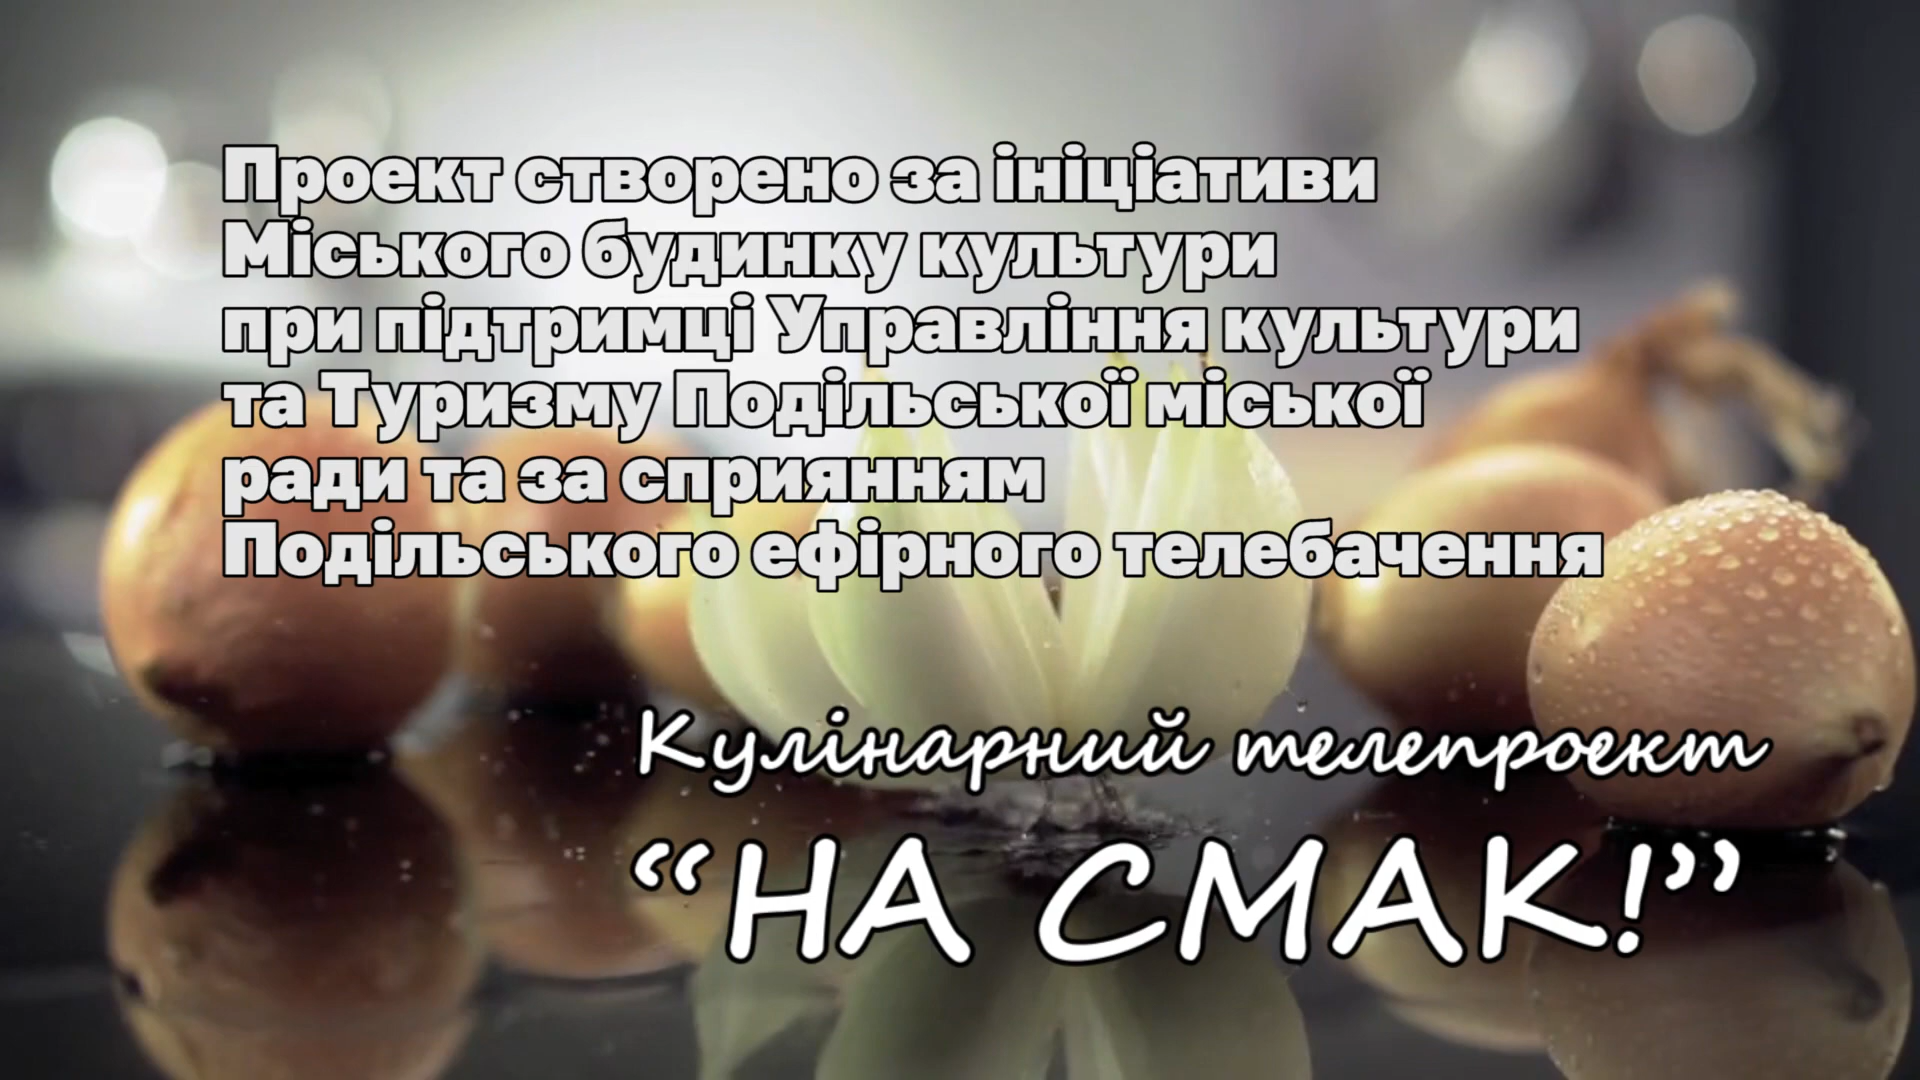 Проект створено за ініціативи
Міського будинку культури
при підтримці Управління культури
та Туризму Подільської міської
ради та за сприянням
Подільського ефірного телебачення
Кулінарний телепроект
“НА СМАК!”